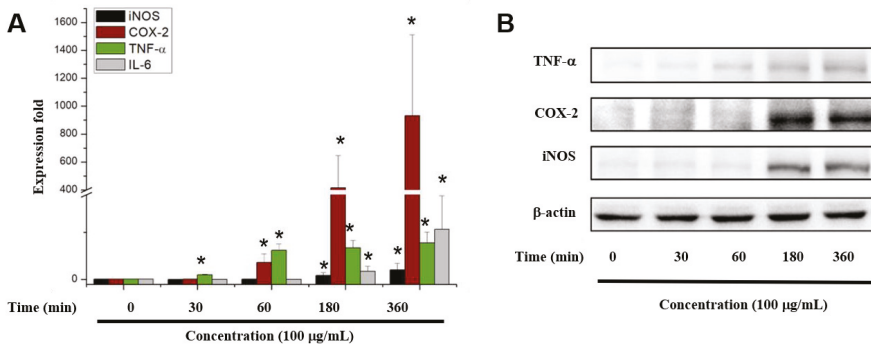 A
iNOS
COX-2
TNF-α
IL-6
Expression fold
1600
1400
1200
1000
800
600
400
0
*
* *
* * * *
* * * *
Time (min) 0 30 60 180 360
Concentration (100 µg/mL)
B
TNF-α
COX-2
iNOS
β-actin
Time (min) 0 30 60 180 360
Concentration (100 µg/mL)